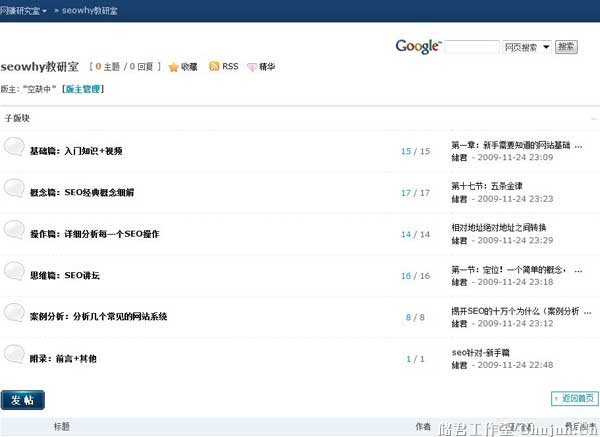 网赚研究室 » seowhy教研室
Google™ 网页搜索 搜索
seowhy教研室 [ 0 主题 / 0 回复 ] 收藏 RSS 精华
版主: "空缺中" [版主管理]
子版块
基础篇：入门知识+视频 15 / 15 第一章：新手需要知道的网站基础 ...
储君 - 2009-11-24 23:09
概念篇：SEO经典概念细解 17 / 17 第十七节：五条金律
储君 - 2009-11-24 23:23
操作篇：详细分析每一个SEO操作 14 / 14 相对地址绝对地址之间转换
储君 - 2009-11-24 23:29
思维篇：SEO讲坛 16 / 16 第一节：定位！一个简单的概念， ...
储君 - 2009-11-24 23:18
案例分析：分析几个常见的网站系统 8 / 8 揭开SEO的十万个为什么（案例分析 ...
储君 - 2009-11-24 23:12
附录：前言+其他 1 / 1 seo针对-新手篇
储君 - 2009-11-24 22:48
发帖 返回首页
标题 作者
储君工作室 Chujun.cn